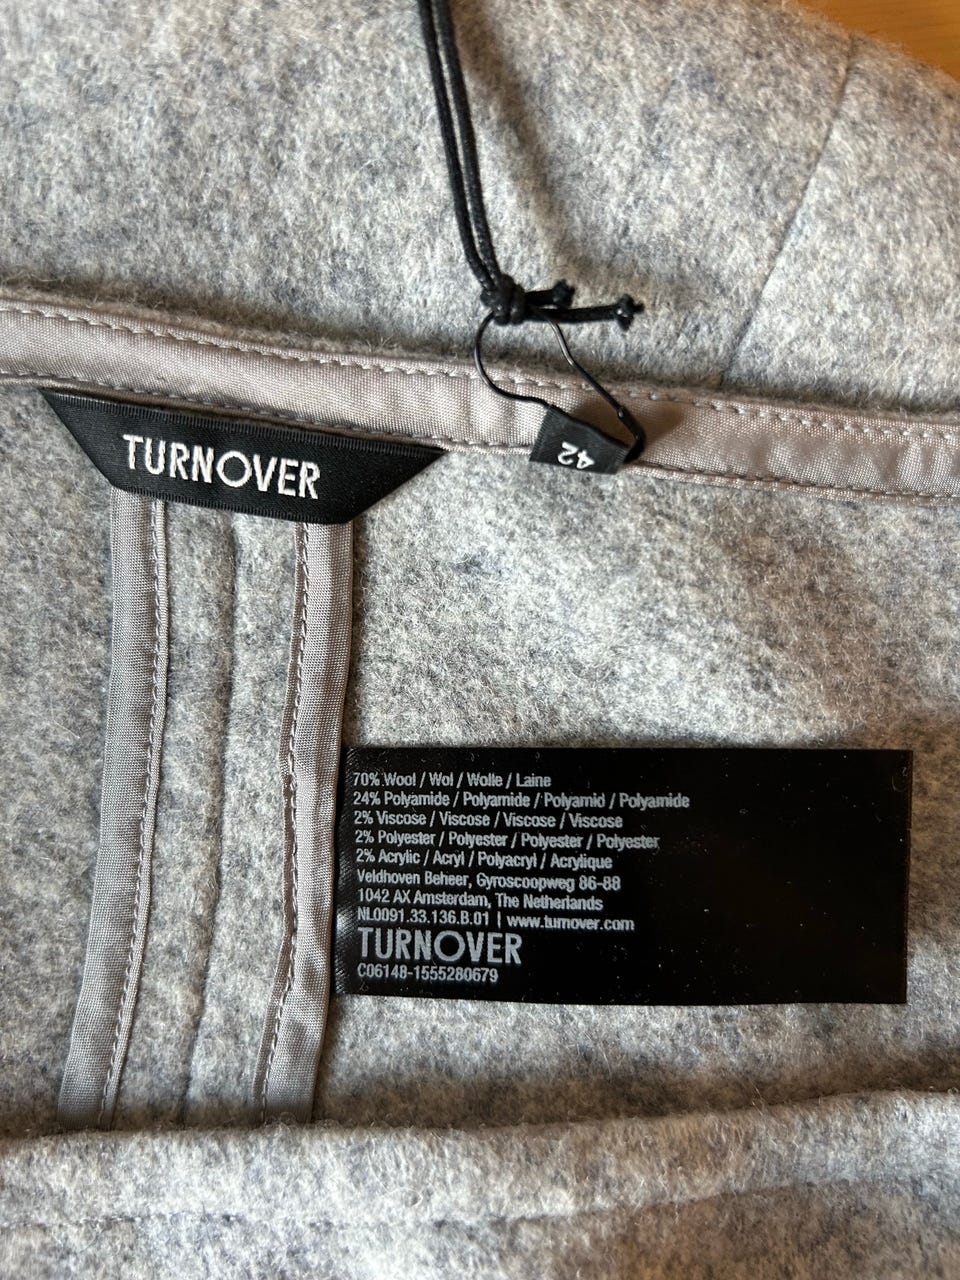 TURNOVER
42
70% Wool / Wol / Wolle / Laine
24% Polyamide / Polyamide / Polyamid / Polyamide
2% Viscose / Viscose / Viscose / Viscose
2% Polyester / Polyester / Polyester / Polyester
2% Acrylic / Acryl / Polyacryl / Acrylique
Veldhoven Beheer, Gyroscoopweg 86-88
1042 AX Amsterdam, The Netherlands
NL0091.33.136.B.01 | www.turnover.com
TURNOVER
C06148-1555280679